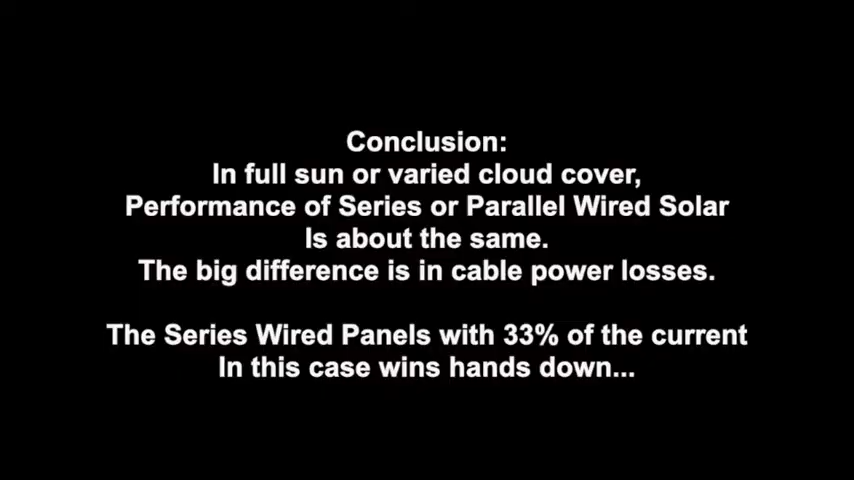 Conclusion:
In full sun or varied cloud cover,
Performance of Series or Parallel Wired Solar
Is about the same.
The big difference is in cable power losses.
The Series Wired Panels with 33% of the current
In this case wins hands down...